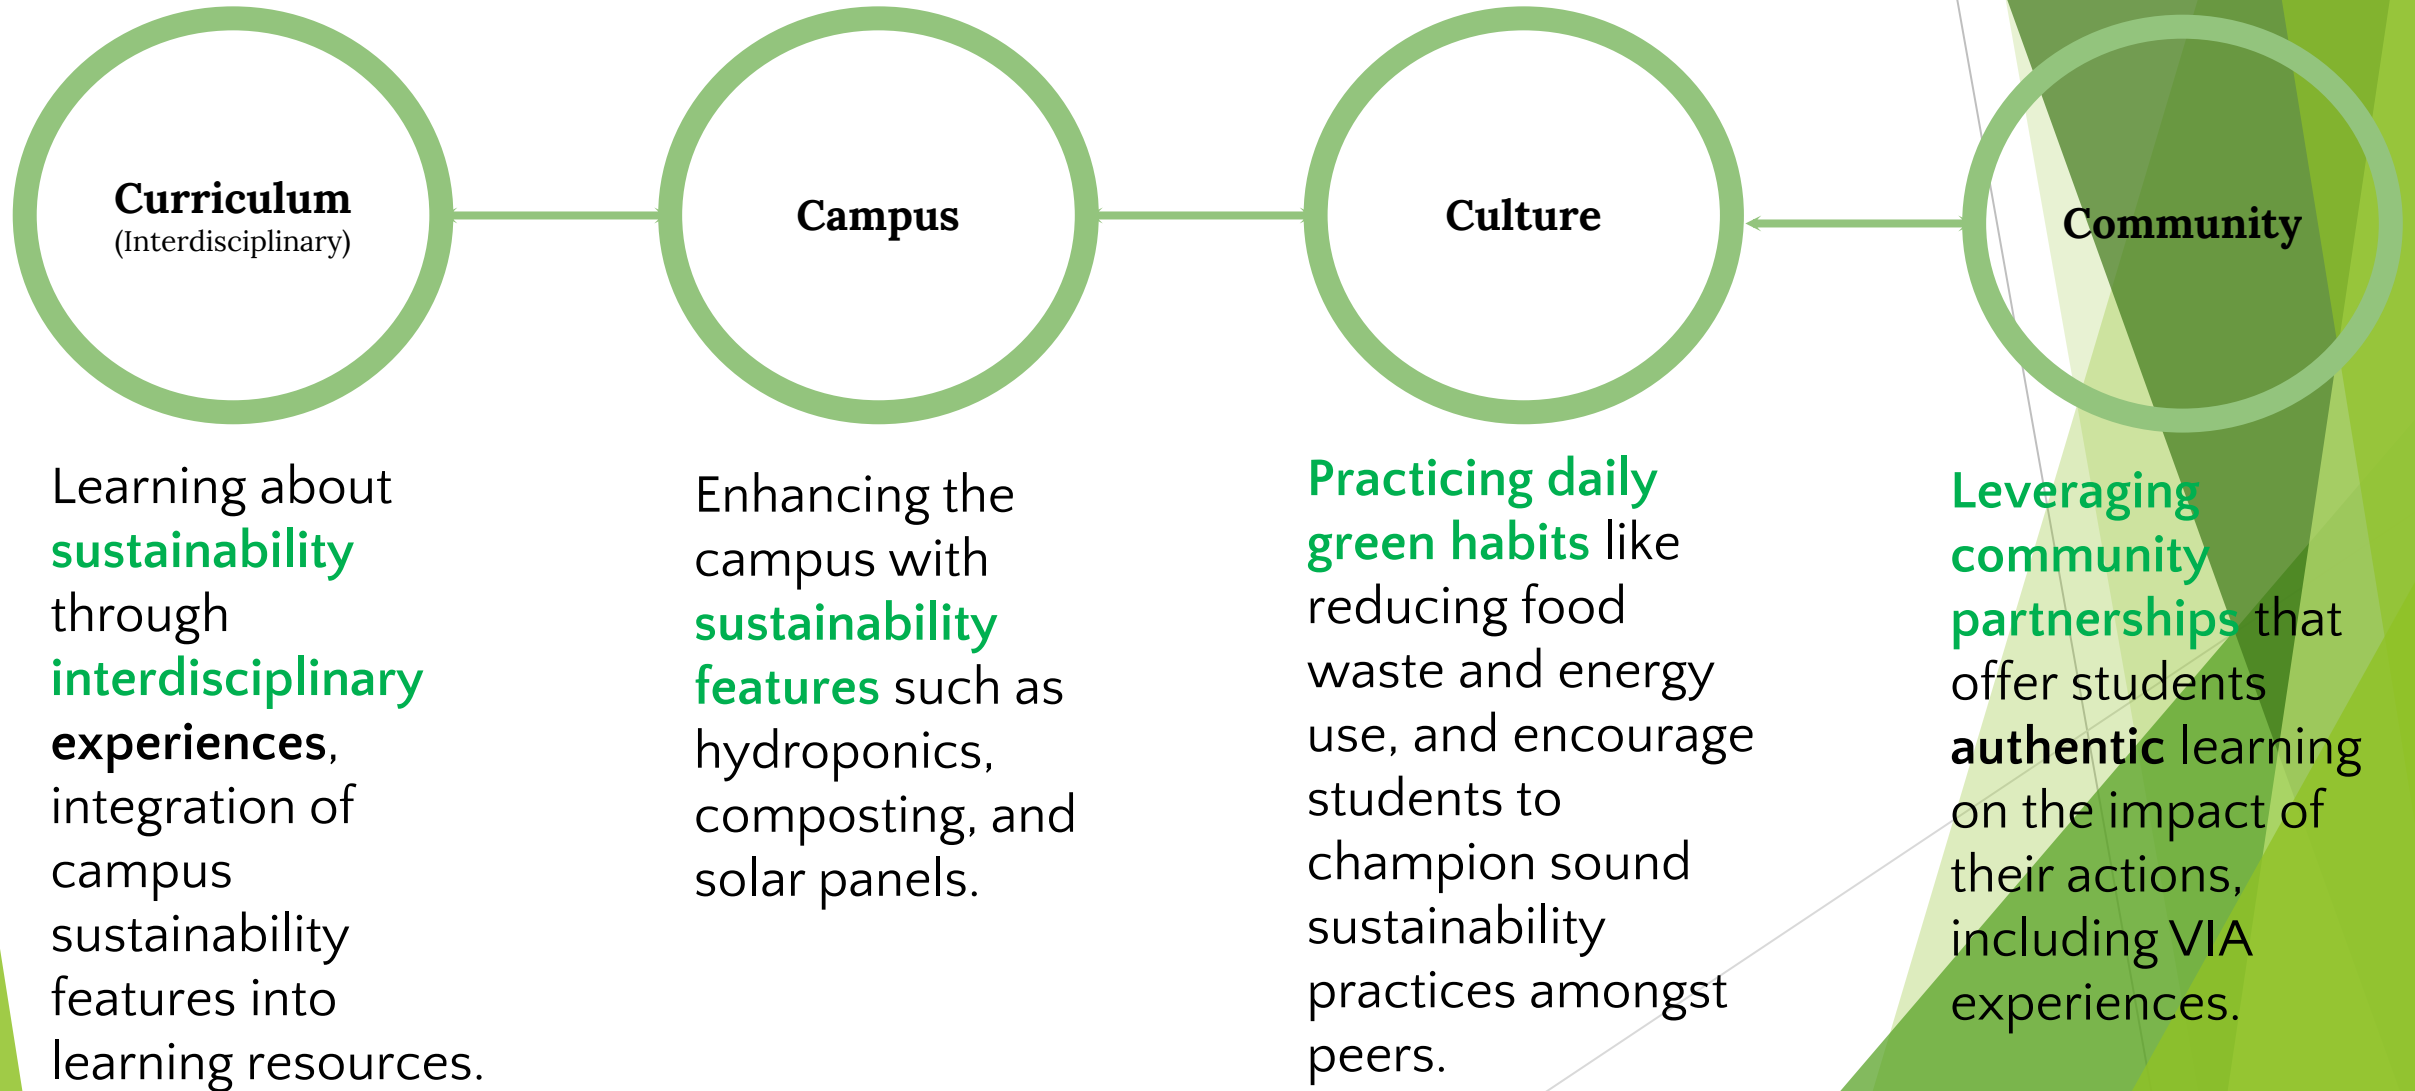 Curriculum
(Interdisciplinary)
Campus
Culture
Community
Learning about
sustainability
through
interdisciplinary
experiences,
integration of
campus
sustainability
features into
learning resources.
Enhancing the
campus with
sustainability
features such as
hydroponics,
composting, and
solar panels.
Practicing daily
green habits like
reducing food
waste and energy
use, and encourage
students to
champion sound
sustainability
practices amongst
peers.
Leveraging
community
partnerships that
offer students
authentic learning
on the impact of
their actions,
including VIA
experiences.